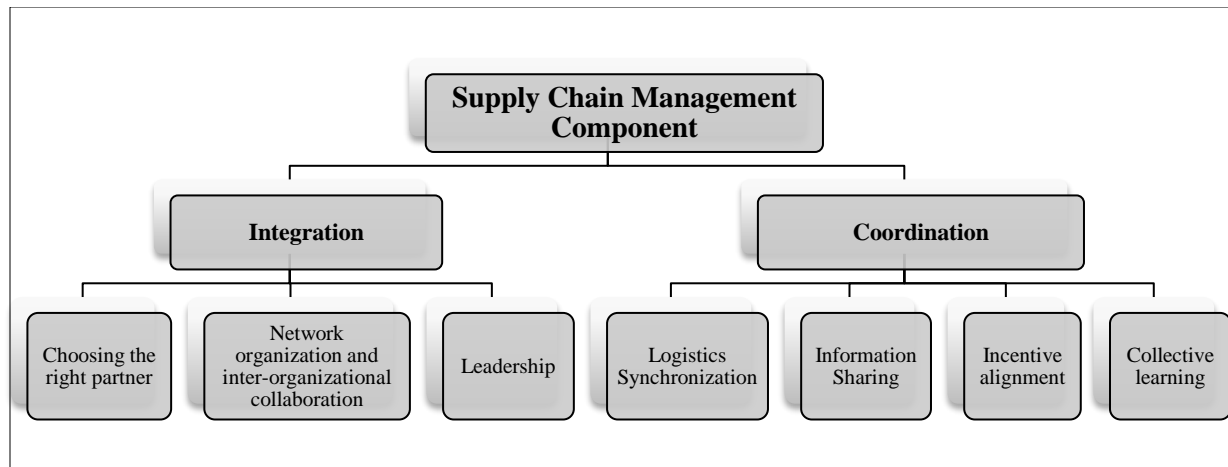 Supply Chain Management
Component
Integration
Coordination
Choosing the
right partner
Network
organization and
inter-organizational
collaboration
Leadership
Logistics
Synchronization
Information
Sharing
Incentive
alignment
Collective
learning